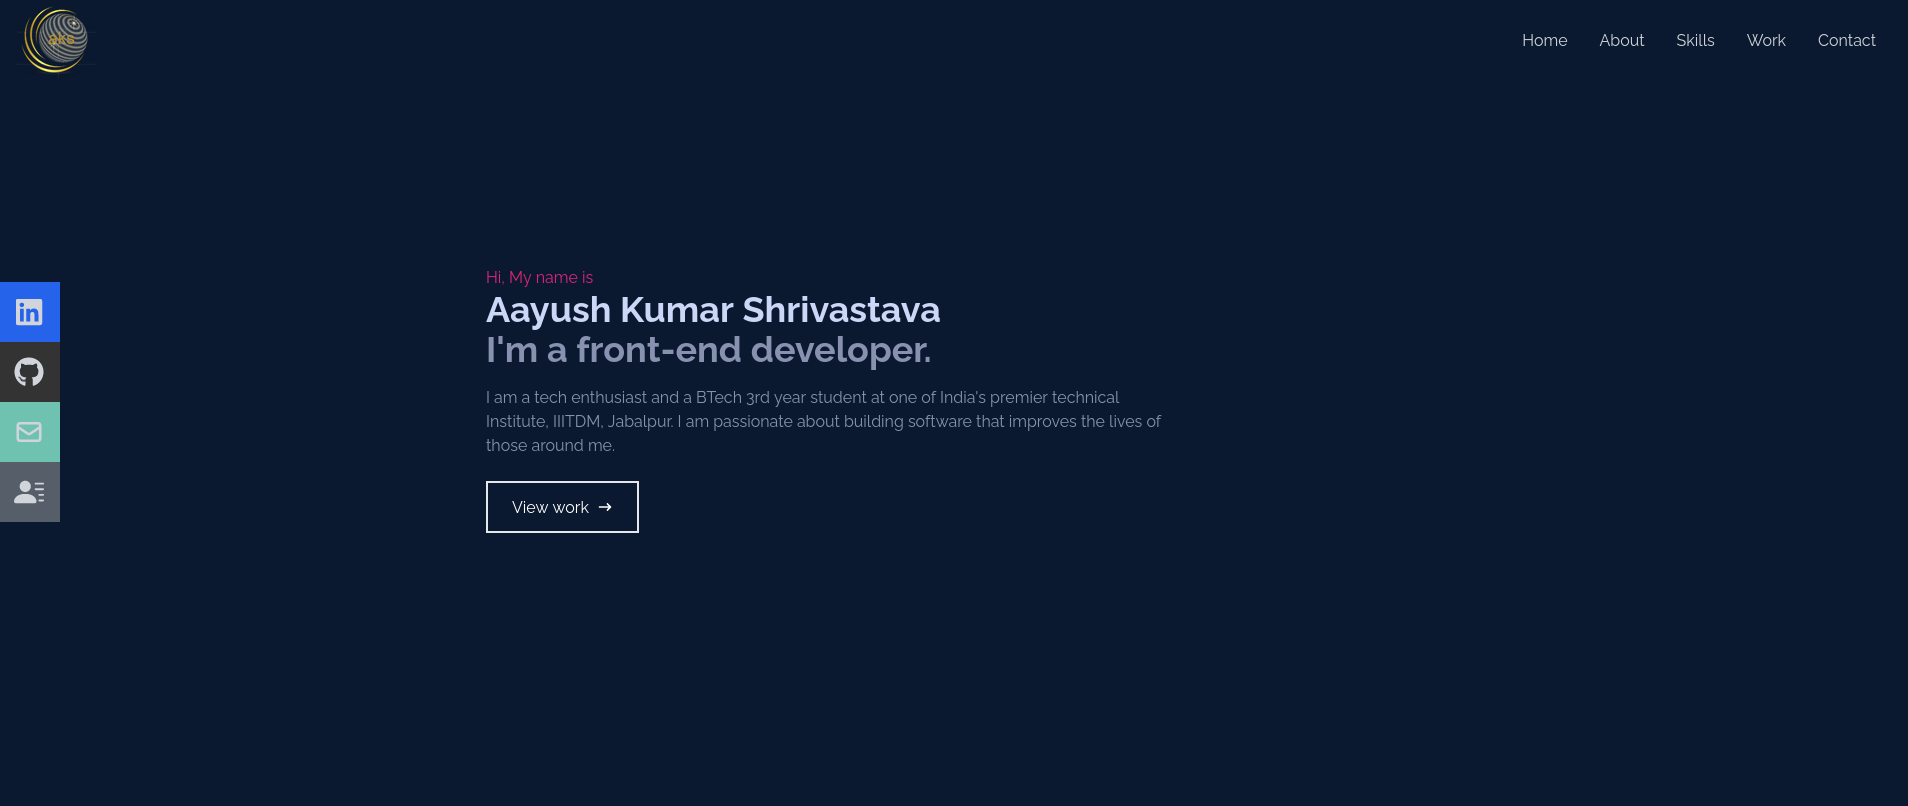 aks
Home About Skills Work Contact
Hi, My name is
Aayush Kumar Shrivastava
I'm a front-end developer.
I am a tech enthusiast and a BTech 3rd year student at one of India's premier technical
Institute, IIITDM, Jabalpur. I am passionate about building software that improves the lives of
those around me.
View work →
in